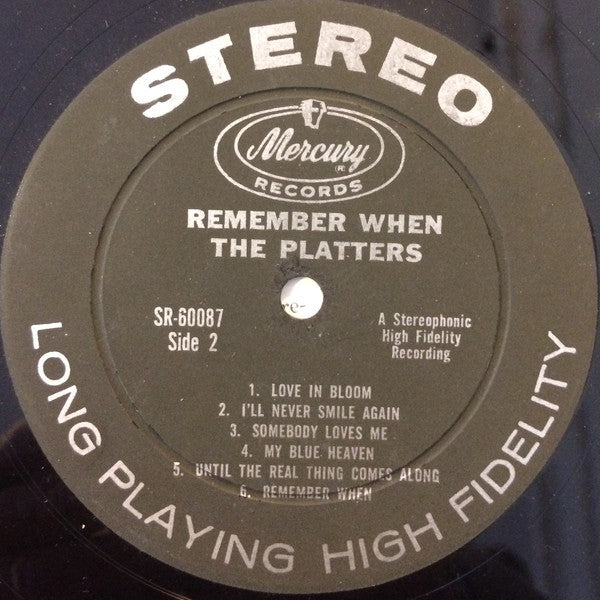 STEREO
Mercury
(R)
RECORDS
REMEMBER WHEN
THE PLATTERS
re-
SR-60087
Side 2
A Stereophonic
High Fidelity
Recording
1. LOVE IN BLOOM
2. I'LL NEVER SMILE AGAIN
3. SOMEBODY LOVES ME
4. MY BLUE HEAVEN
5. UNTIL THE REAL THING COMES ALONG
6. REMEMBER WHEN
LONG PLAYING HIGH FIDELITY